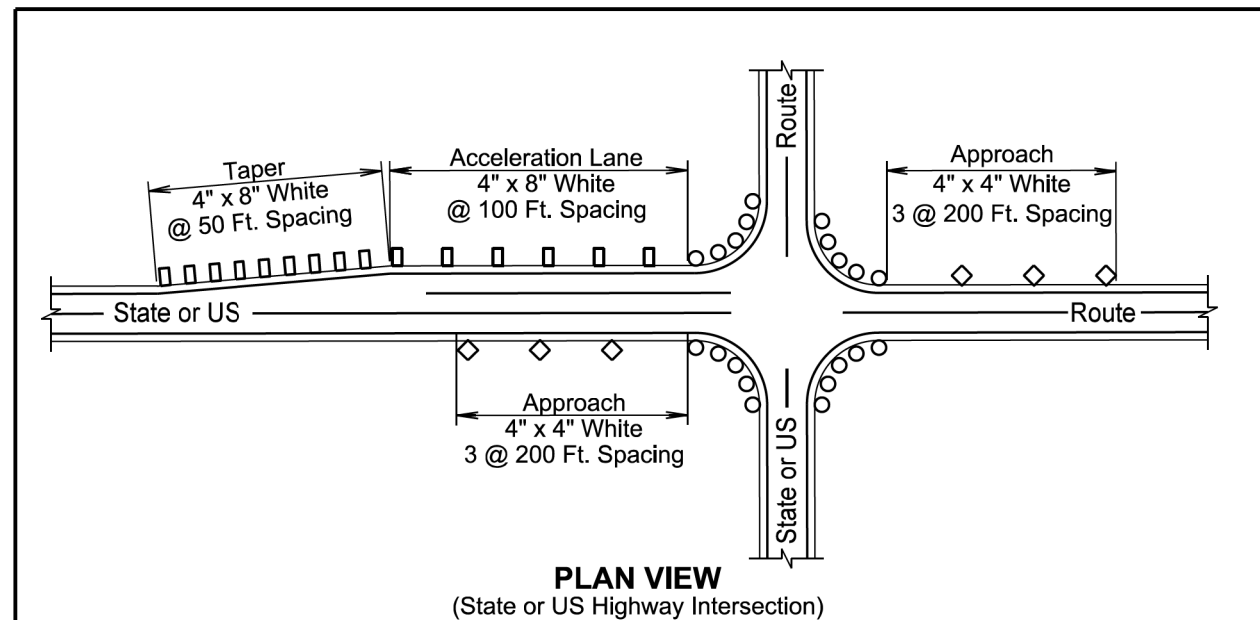 Route
Taper
4" x 8" White
@ 50 Ft. Spacing
Acceleration Lane
4" x 8" White
@ 100 Ft. Spacing
Approach
4" x 4" White
3 @ 200 Ft. Spacing
State or US
Route
Approach
4" x 4" White
3 @ 200 Ft. Spacing
State or US
PLAN VIEW
(State or US Highway Intersection)